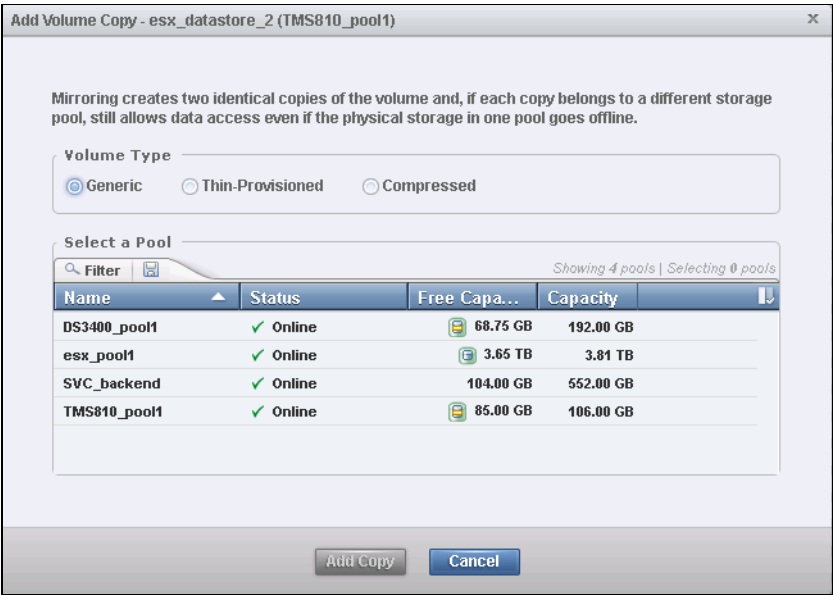 Add Volume Copy - esx_datastore_2 (TMS810_pool1) x
Mirroring creates two identical copies of the volume and, if each copy belongs to a different storage
pool, still allows data access even if the physical storage in one pool goes offline.
Volume Type
Generic Thin-Provisioned Compressed
Select a Pool
Filter Showing 4 pools | Selecting 0 pools
Name Status Free Capa... Capacity
DS3400_pool1 Online 68.75 GB 192.00 GB
esx_pool1 Online 3.65 TB 3.81 TB
SVC_backend Online 104.00 GB 552.00 GB
TMS810_pool1 Online 85.00 GB 106.00 GB
Add Copy Cancel